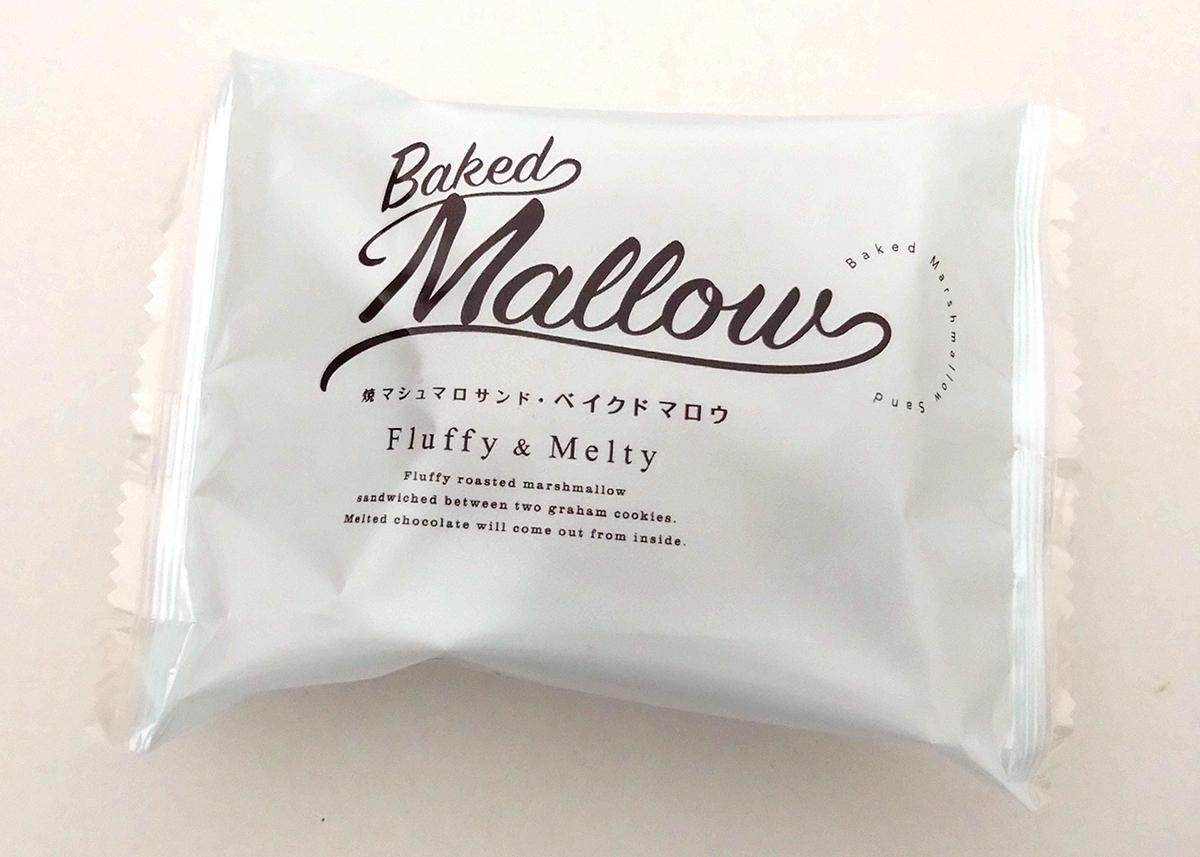 Baked
Mallow
Baked Marshmallow Sand
焼マシュマロサンド・ベイクドマロウ
Fluffy & Melty
Fluffy roasted marshmallow
sandwiched between two graham cookies.
Melted chocolate will come out from inside.